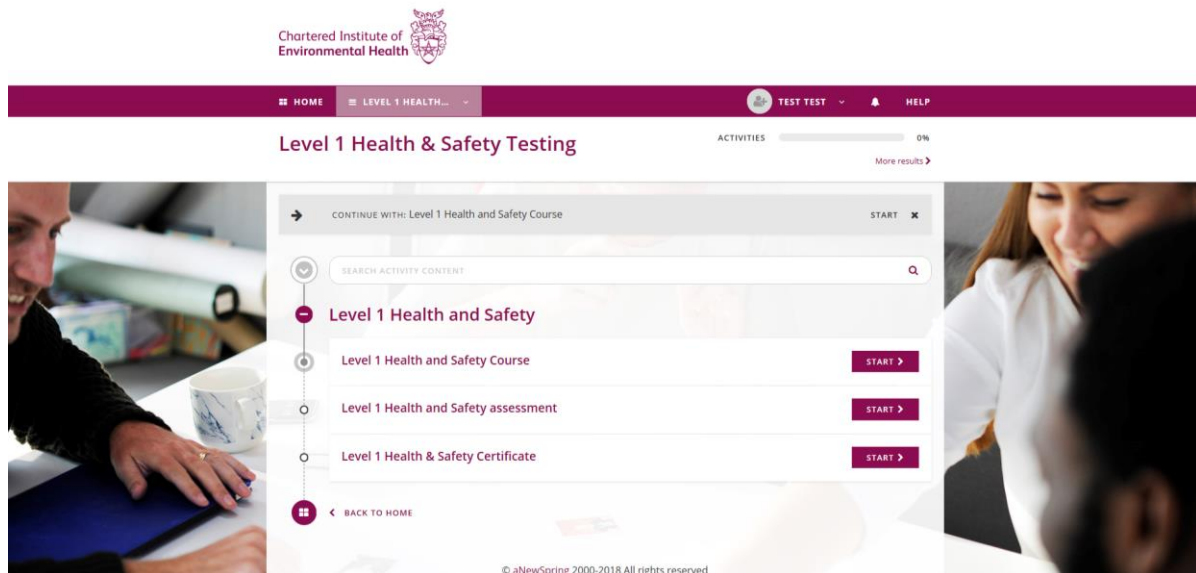 Chartered Institute of
Environmental Health
HOME
LEVEL 1 HEALTH...
TEST TEST
HELP
Level 1 Health & Safety Testing
ACTIVITIES
0%
More results
CONTINUE WITH: Level 1 Health and Safety Course
START
SEARCH ACTIVITY CONTENT
Level 1 Health and Safety
Level 1 Health and Safety Course
START
Level 1 Health and Safety assessment
START
Level 1 Health & Safety Certificate
START
BACK TO HOME
© aNewSpring 2000-2018 All rights reserved